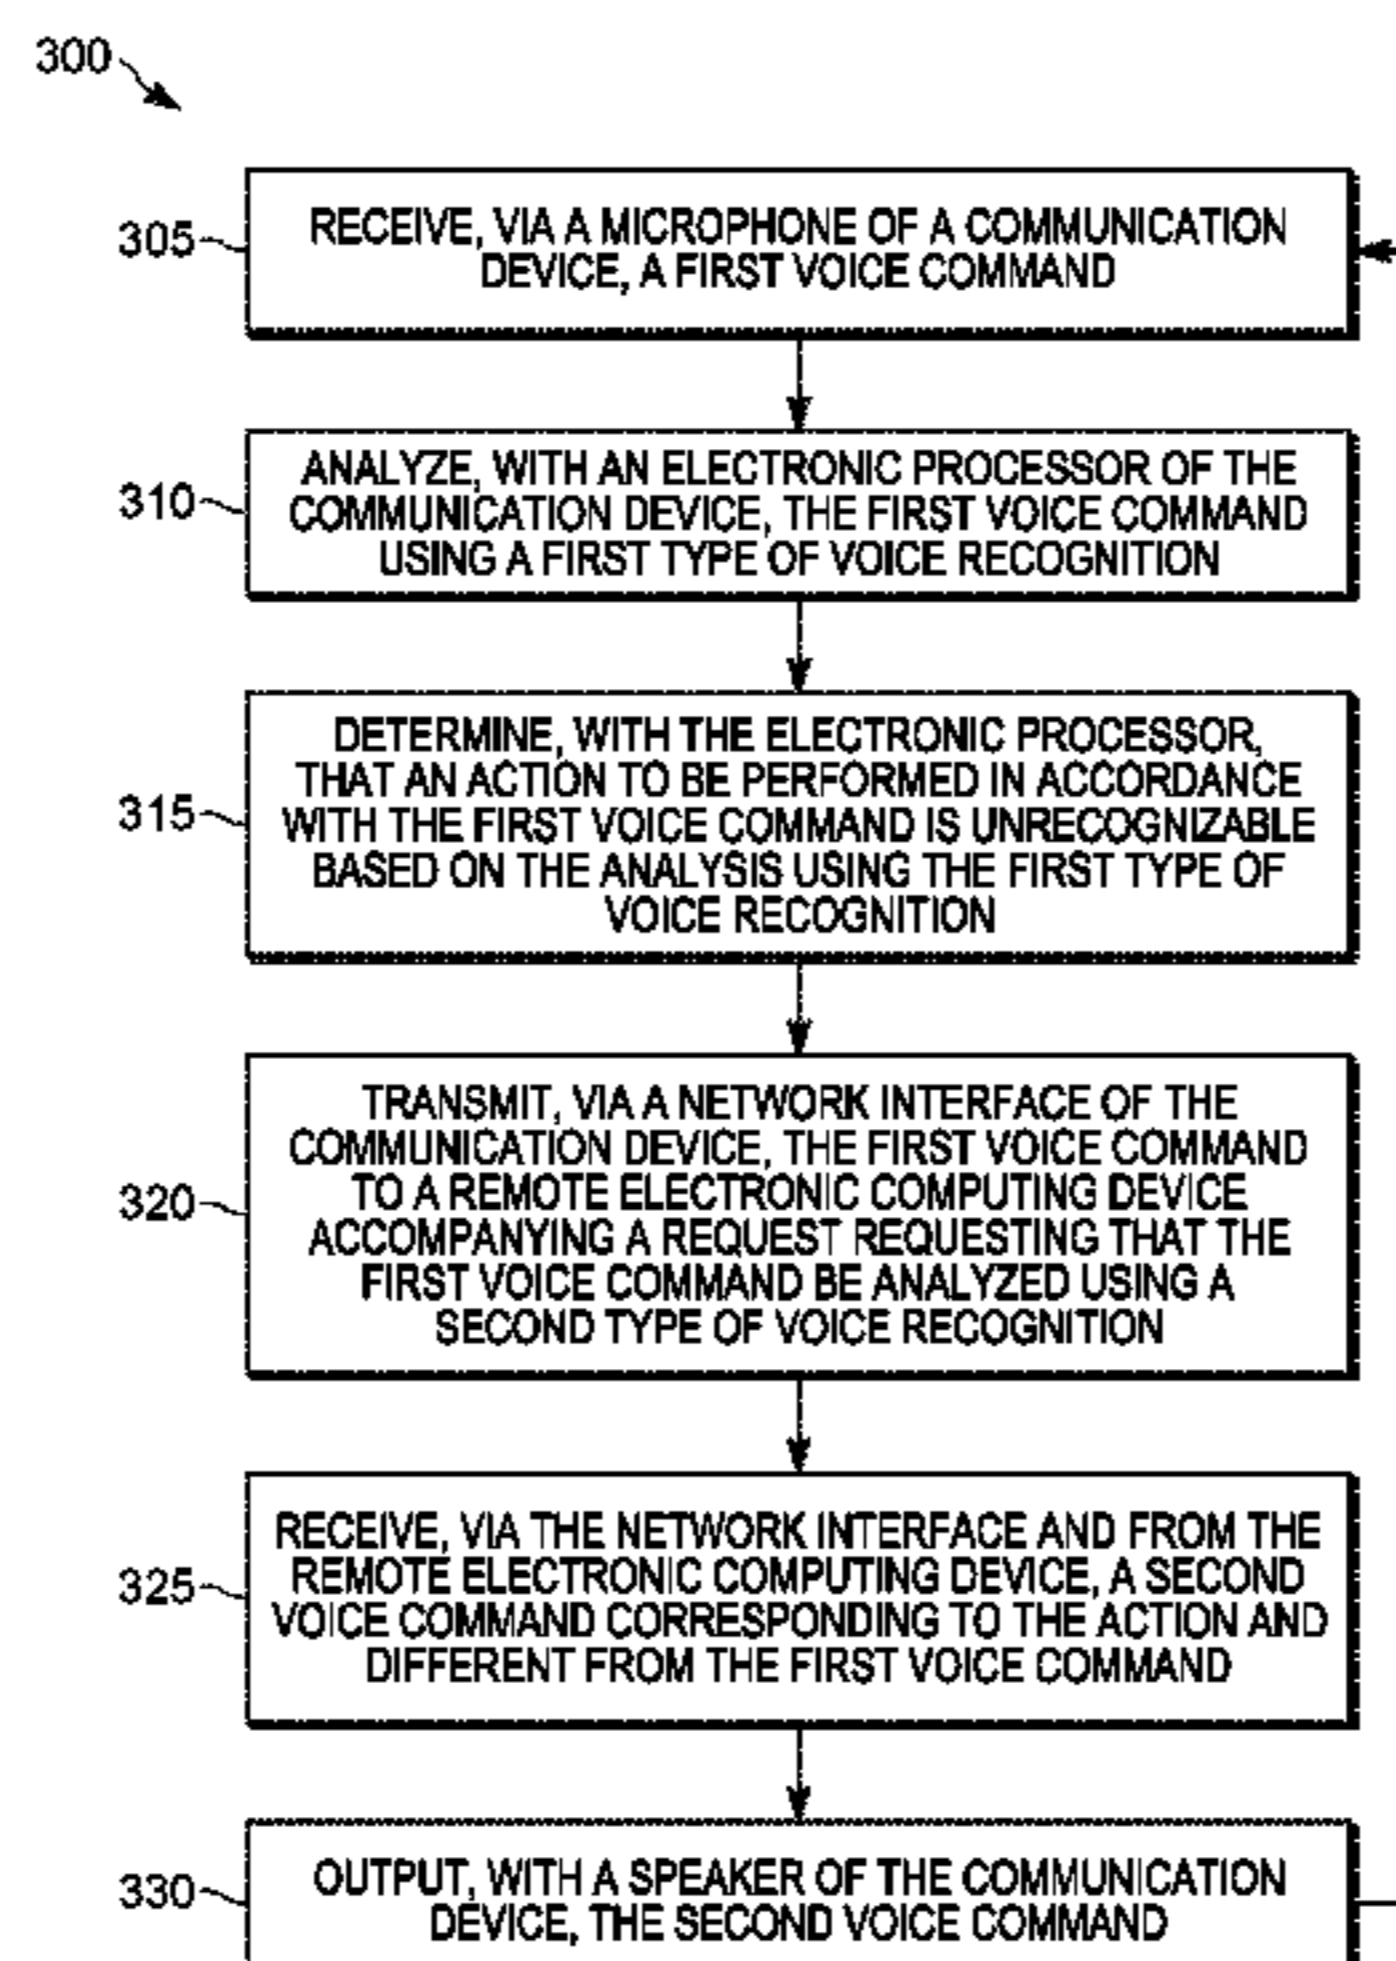 300
305
RECEIVE, VIA A MICROPHONE OF A COMMUNICATION
DEVICE, A FIRST VOICE COMMAND
310
ANALYZE, WITH AN ELECTRONIC PROCESSOR OF THE
COMMUNICATION DEVICE, THE FIRST VOICE COMMAND
USING A FIRST TYPE OF VOICE RECOGNITION
315
DETERMINE, WITH THE ELECTRONIC PROCESSOR,
THAT AN ACTION TO BE PERFORMED IN ACCORDANCE
WITH THE FIRST VOICE COMMAND IS UNRECOGNIZABLE
BASED ON THE ANALYSIS USING THE FIRST TYPE OF
VOICE RECOGNITION
320
TRANSMIT, VIA A NETWORK INTERFACE OF THE
COMMUNICATION DEVICE, THE FIRST VOICE COMMAND
TO A REMOTE ELECTRONIC COMPUTING DEVICE
ACCOMPANYING A REQUEST REQUESTING THAT THE
FIRST VOICE COMMAND BE ANALYZED USING A
SECOND TYPE OF VOICE RECOGNITION
325
RECEIVE, VIA THE NETWORK INTERFACE AND FROM THE
REMOTE ELECTRONIC COMPUTING DEVICE, A SECOND
VOICE COMMAND CORRESPONDING TO THE ACTION AND
DIFFERENT FROM THE FIRST VOICE COMMAND
330
OUTPUT, WITH A SPEAKER OF THE COMMUNICATION
DEVICE, THE SECOND VOICE COMMAND